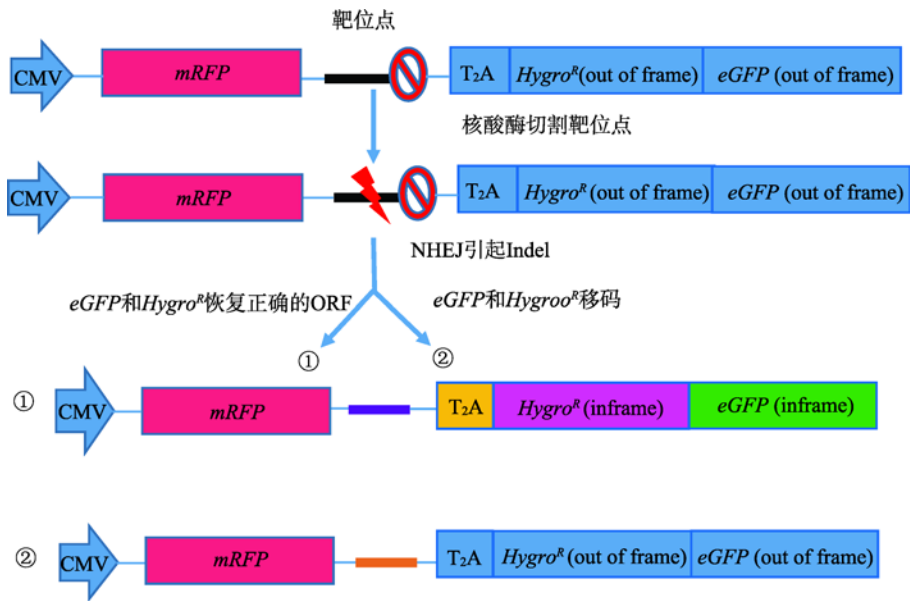 靶位点
CMV mRFP T₂A Hygroᴿ(out of frame) eGFP (out of frame)
核酸酶切割靶位点
CMV mRFP T₂A Hygroᴿ(out of frame) eGFP (out of frame)
NHEJ引起Indel
eGFP和Hygroᴿ恢复正确的ORF
eGFP和Hygrooᴿ移码
① ②
① CMV mRFP T₂A Hygroᴿ (inframe) eGFP (inframe)
② CMV mRFP T₂A Hygroᴿ (out of frame) eGFP (out of frame)